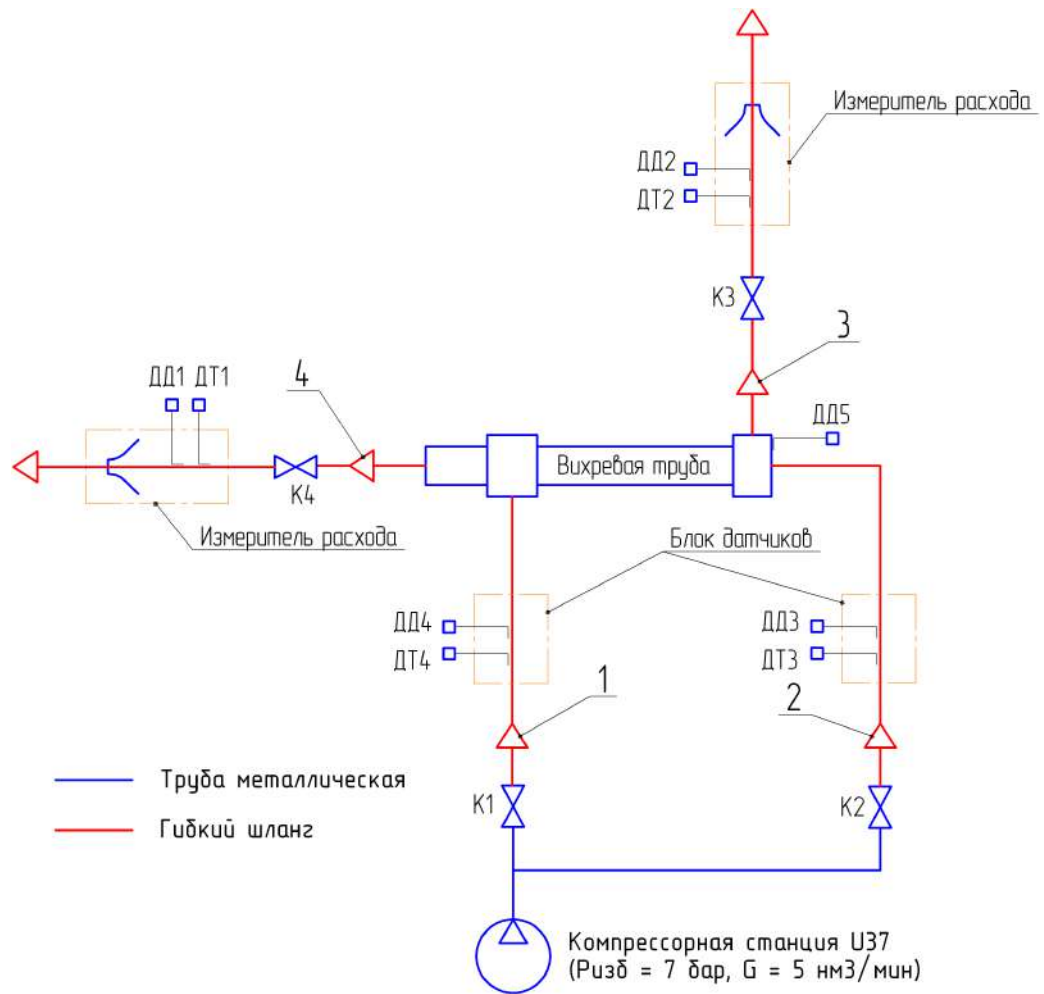 Измеритель расхода
ДД2
ДТ2
К3
3
ДД1 ДТ1
4
ДД5
Вихревая труба
К4
Измеритель расхода
Блок датчиков
ДД4
ДТ4
ДД3
ДТ3
1
2
Труба металлическая
К1
К2
Гибкий шланг
Компрессорная станция U37
(Pизб = 7 бар, G = 5 нм3/мин)